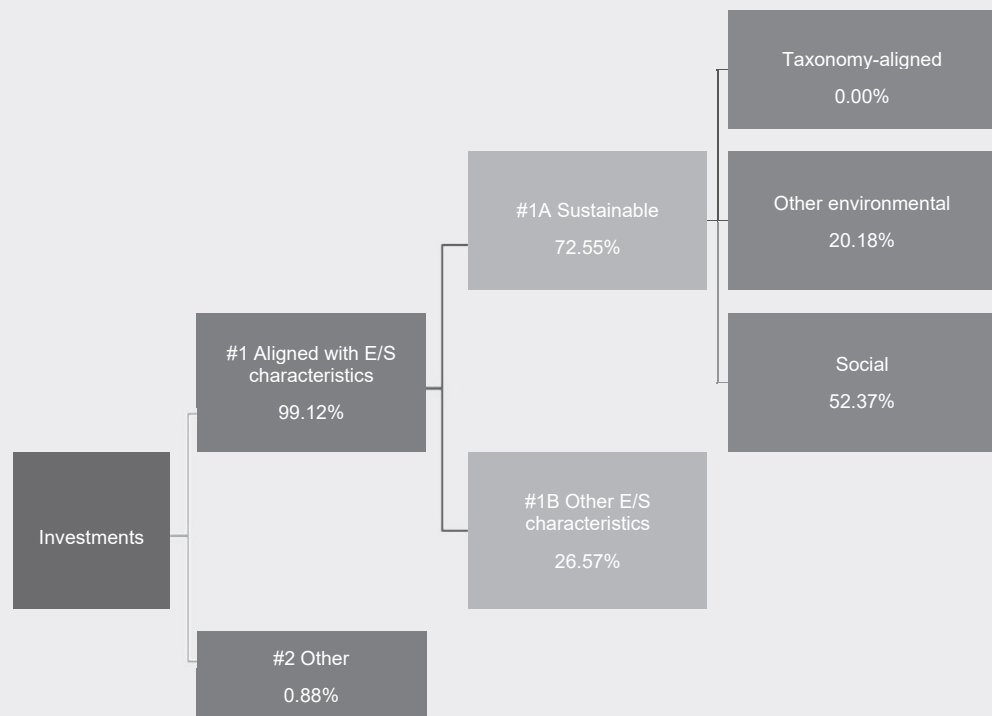 Taxonomy-aligned
0.00%
#1A Sustainable
72.55%
Other environmental
20.18%
#1 Aligned with E/S
characteristics
99.12%
Social
52.37%
Investments
#1B Other E/S
characteristics
26.57%
#2 Other
0.88%